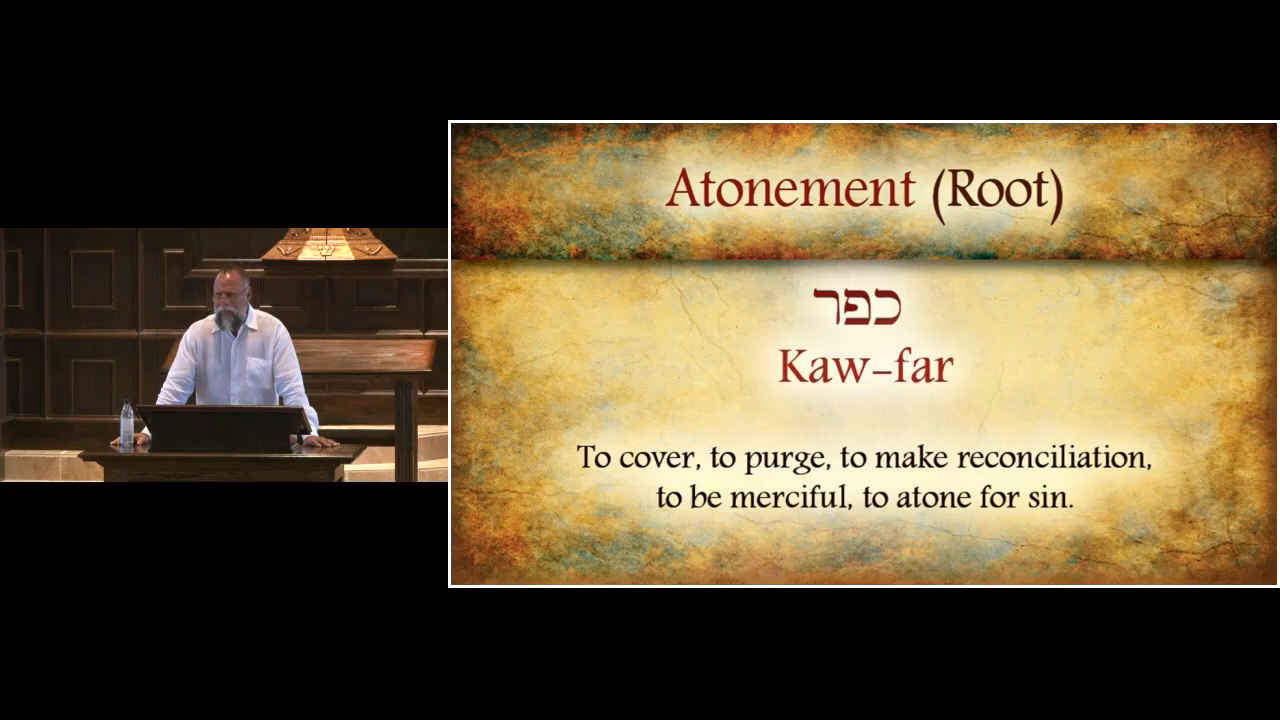 Atonement (Root)
כפר
Kaw-far
To cover, to purge, to make reconciliation,
to be merciful, to atone for sin.